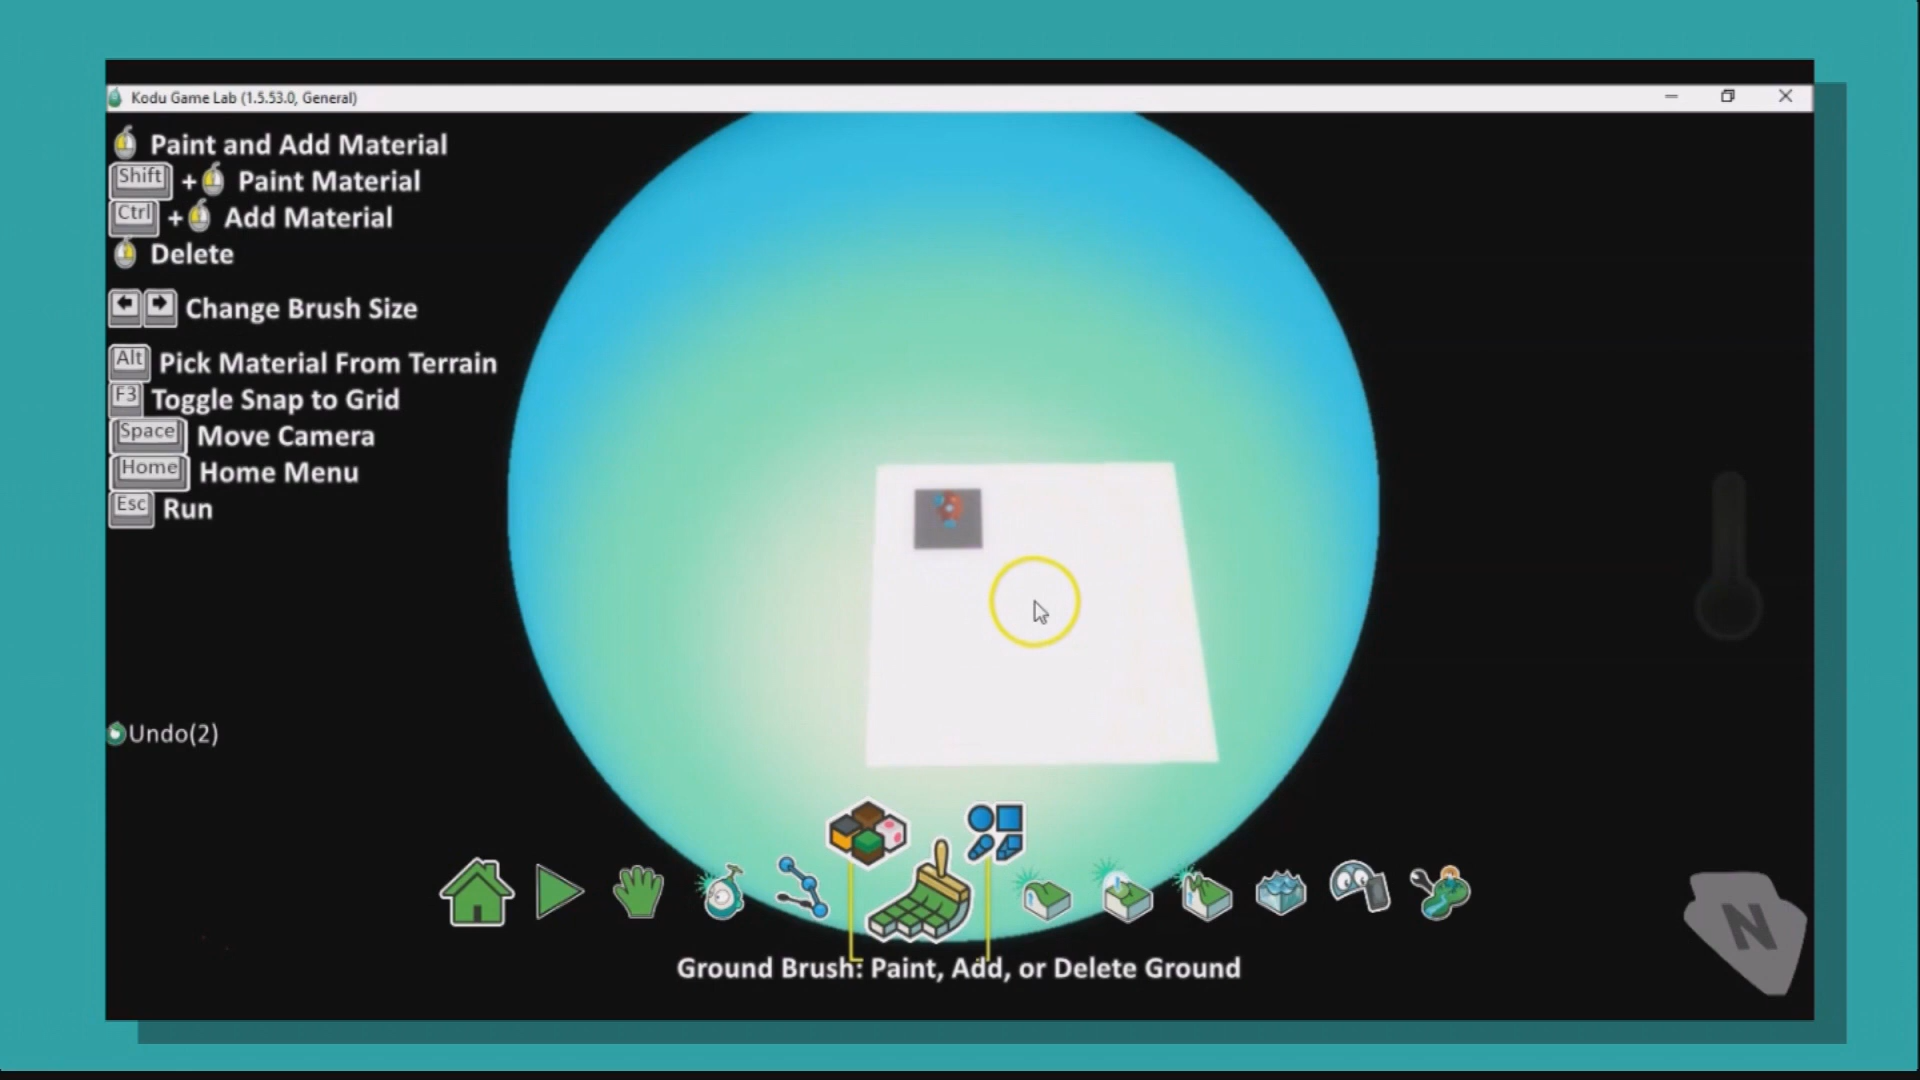 Kodu Game Lab (1.5.53.0, General)
Paint and Add Material
Shift + Paint Material
Ctrl + Add Material
Delete
Change Brush Size
Alt Pick Material From Terrain
F3 Toggle Snap to Grid
Space Move Camera
Home Home Menu
Esc Run
Undo(2)
N
Ground Brush: Paint, Add, or Delete Ground